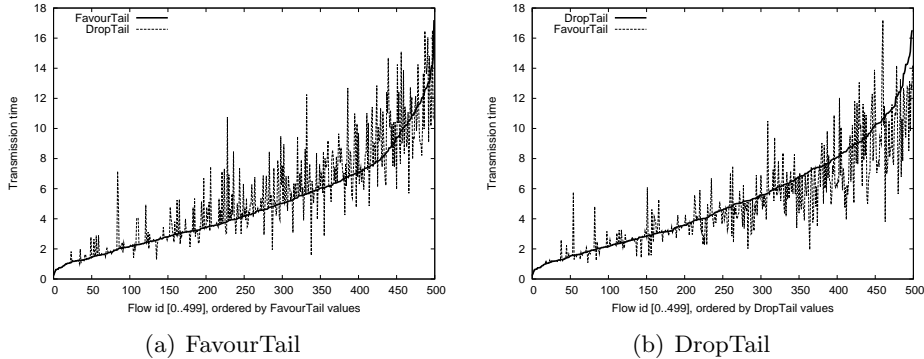 18
16
14
12
10
8
6
4
2
0
Transmission time
FavourTail
DropTail
0 50 100 150 200 250 300 350 400 450 500
Flow id [0..499], ordered by FavourTail values
(a) FavourTail
18
16
14
12
10
8
6
4
2
0
Transmission time
DropTail
FavourTail
0 50 100 150 200 250 300 350 400 450 500
Flow id [0..499], ordered by DropTail values
(b) DropTail